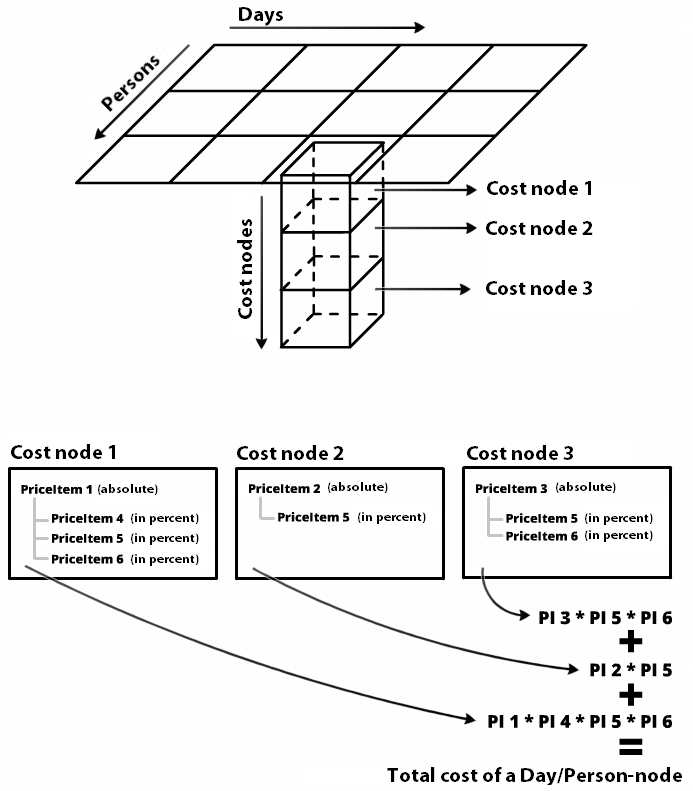 Days
Persons
Cost nodes
Cost node 1
Cost node 2
Cost node 3
Cost node 1
PriceItem 1 (absolute)
PriceItem 4 (in percent)
PriceItem 5 (in percent)
PriceItem 6 (in percent)
Cost node 2
PriceItem 2 (absolute)
PriceItem 5 (in percent)
Cost node 3
PriceItem 3 (absolute)
PriceItem 5 (in percent)
PriceItem 6 (in percent)
PI 3 * PI 5 * PI 6
+
PI 2 * PI 5
+
PI 1 * PI 4 * PI 5 * PI 6
=
Total cost of a Day/Person-node